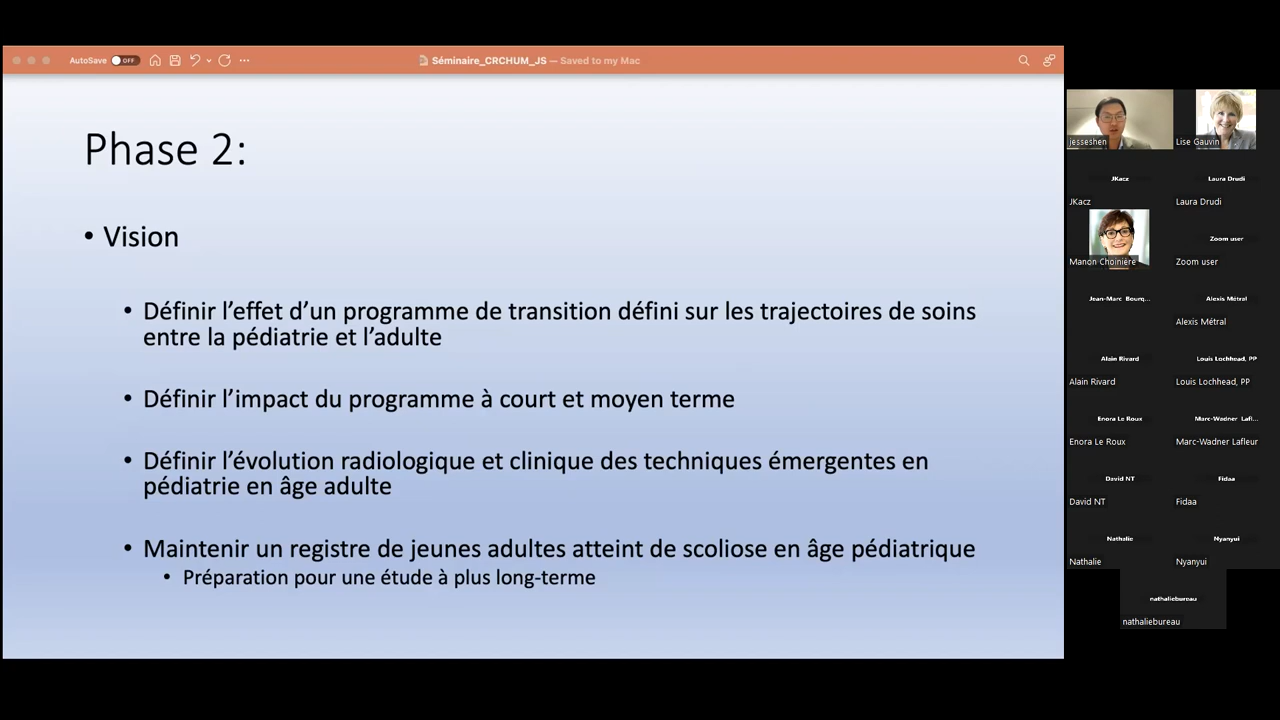 AutoSave OFF
Séminaire_CRCHUM_JS — Saved to my Mac
Phase 2:
• Vision
• Définir l’effet d’un programme de transition défini sur les trajectoires de soins
entre la pédiatrie et l’adulte
• Définir l’impact du programme à court et moyen terme
• Définir l’évolution radiologique et clinique des techniques émergentes en
pédiatrie en âge adulte
• Maintenir un registre de jeunes adultes atteint de scoliose en âge pédiatrique
• Préparation pour une étude à plus long-terme
jesseshen
Lise Gauvin
JKacz
JKacz
Laura Drudi
Laura Drudi
Manon Choinière
Zoom user
Zoom user
Jean-Marc Bourq...
Alexis Métral
Alexis Métral
Alain Rivard
Alain Rivard
Louis Lochhead, PP
Louis Lochhead, PP
Enora Le Roux
Enora Le Roux
Marc-Wadner Lafl...
Marc-Wadner Lafleur
David NT
David NT
Fidaa
Fidaa
Nathalie
Nathalie
Nyanyui
Nyanyui
nathaliebureau
nathaliebureau